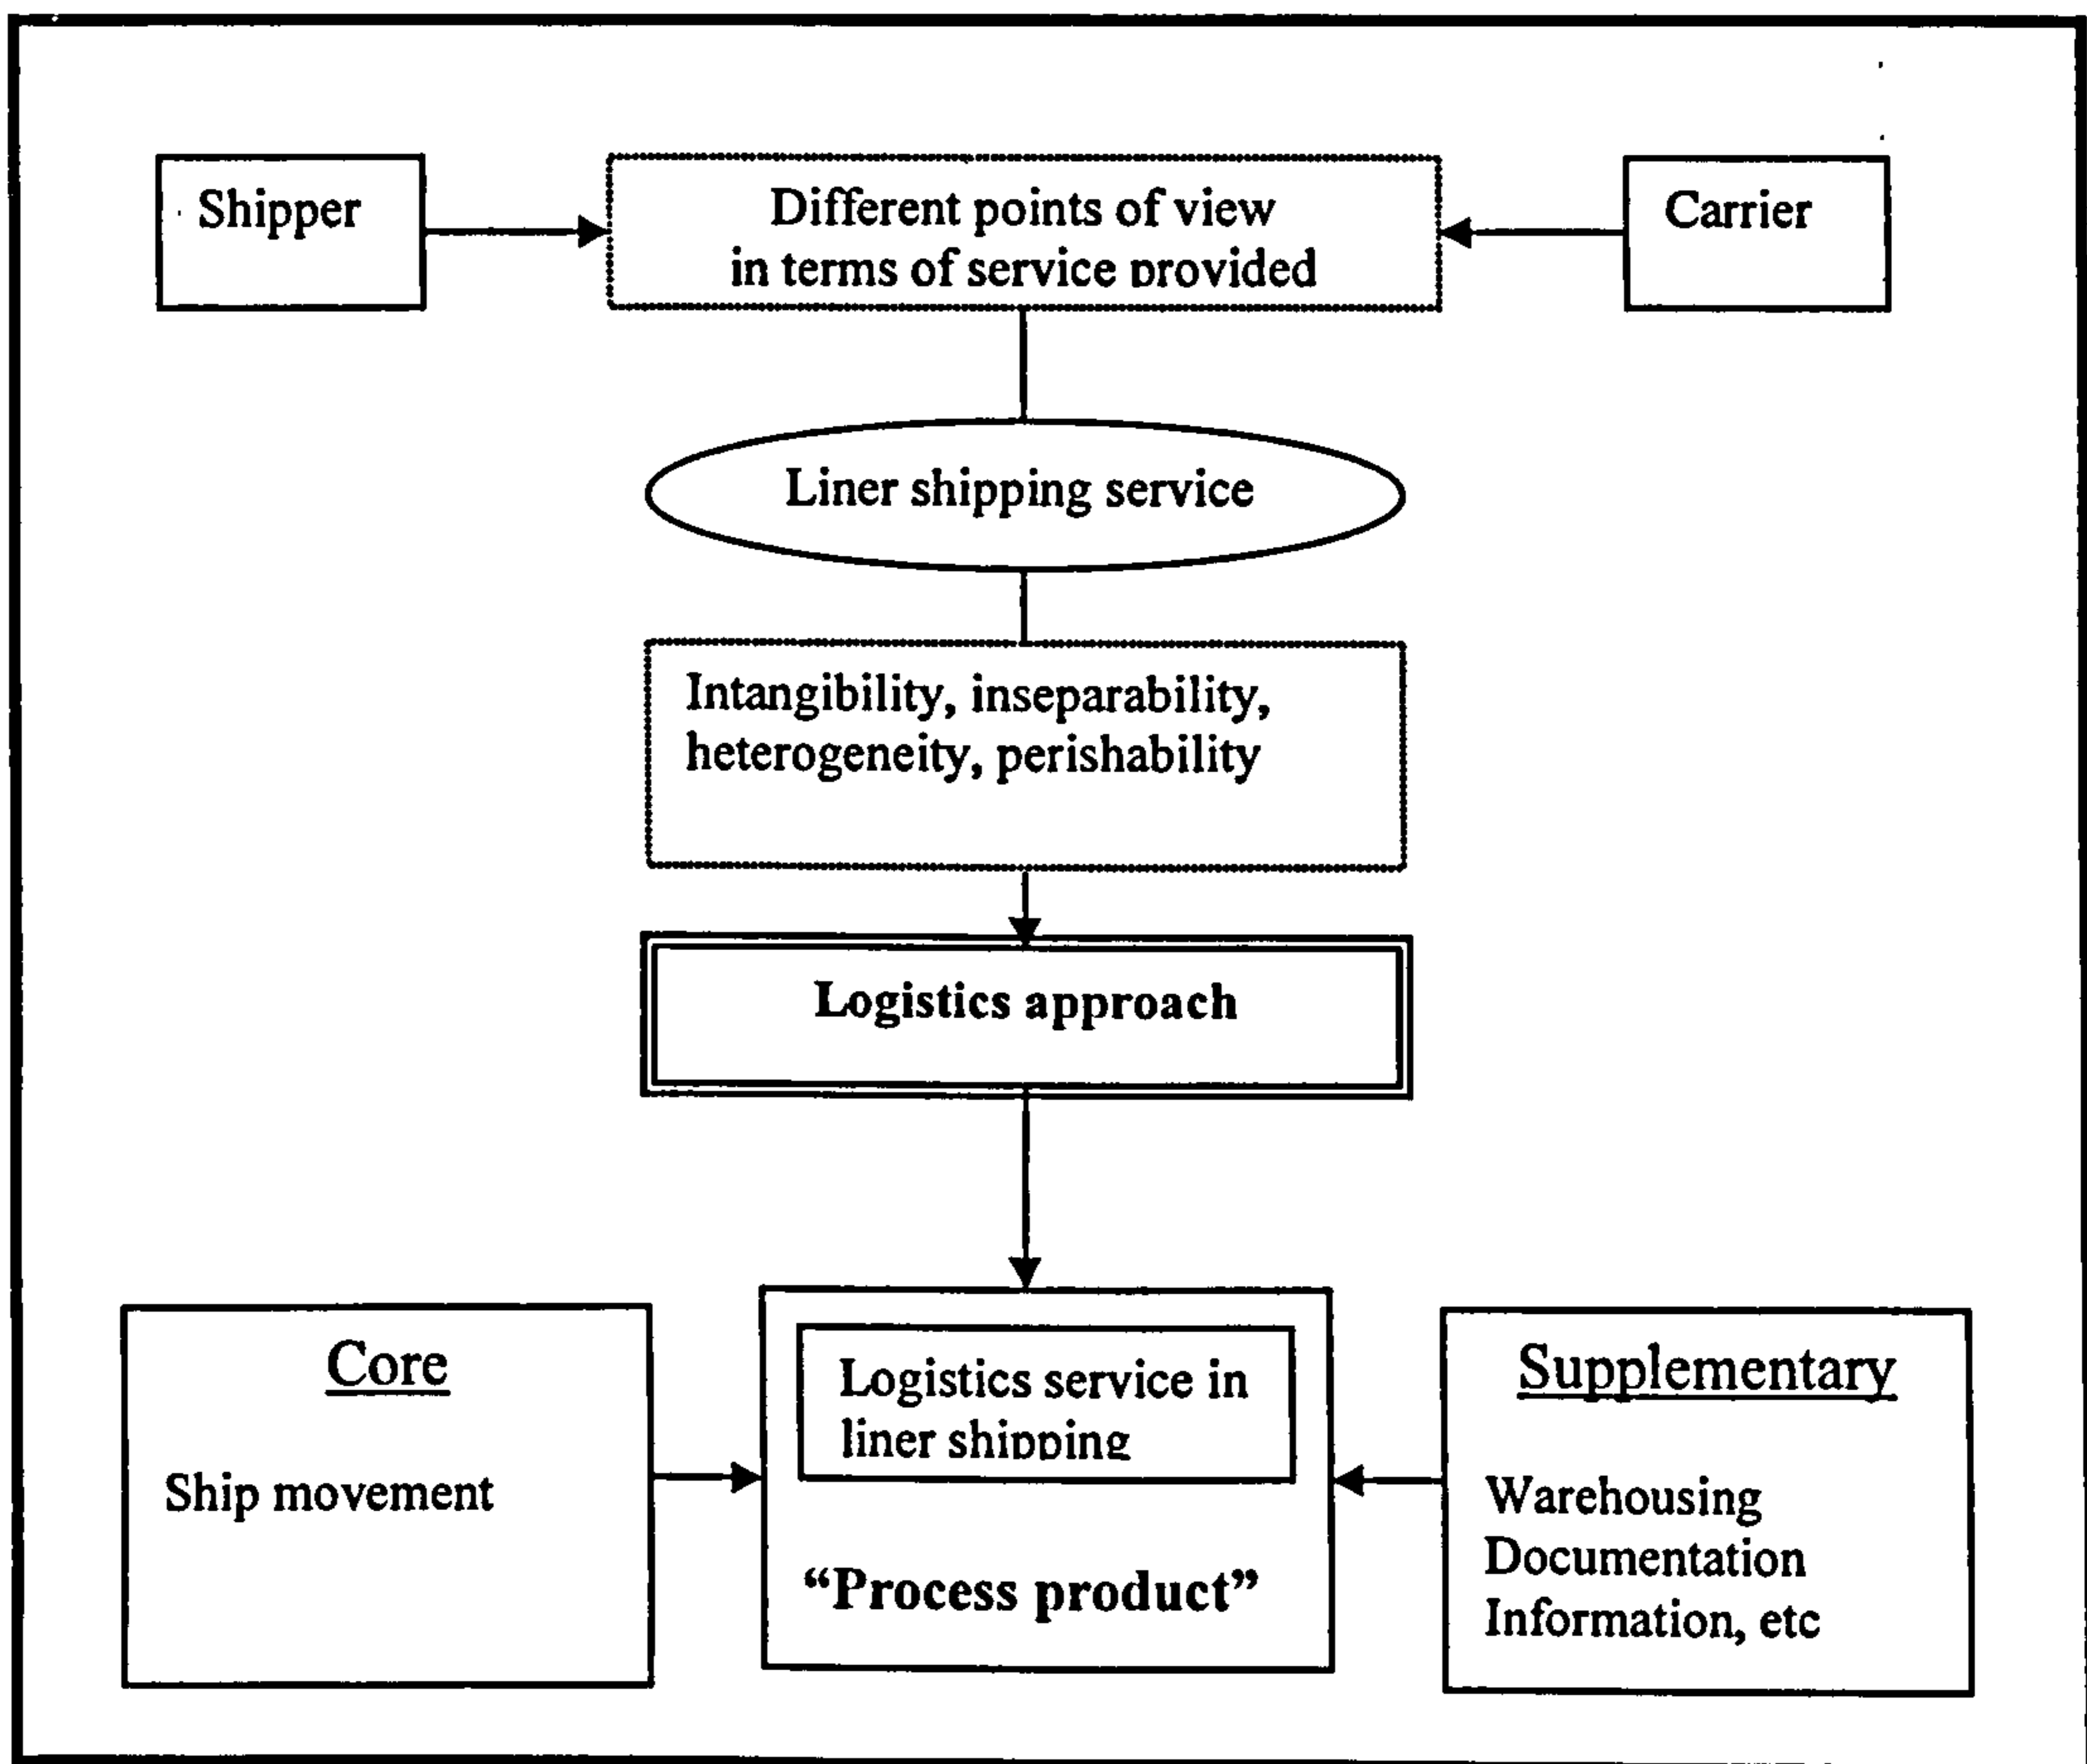 Shipper
Different points of view
in terms of service provided
Carrier
Liner shipping service
Intangibility, inseparability,
heterogeneity, perishability
Logistics approach
Core
Ship movement
Logistics service in
liner shipping
“Process product”
Supplementary
Warehousing
Documentation
Information, etc